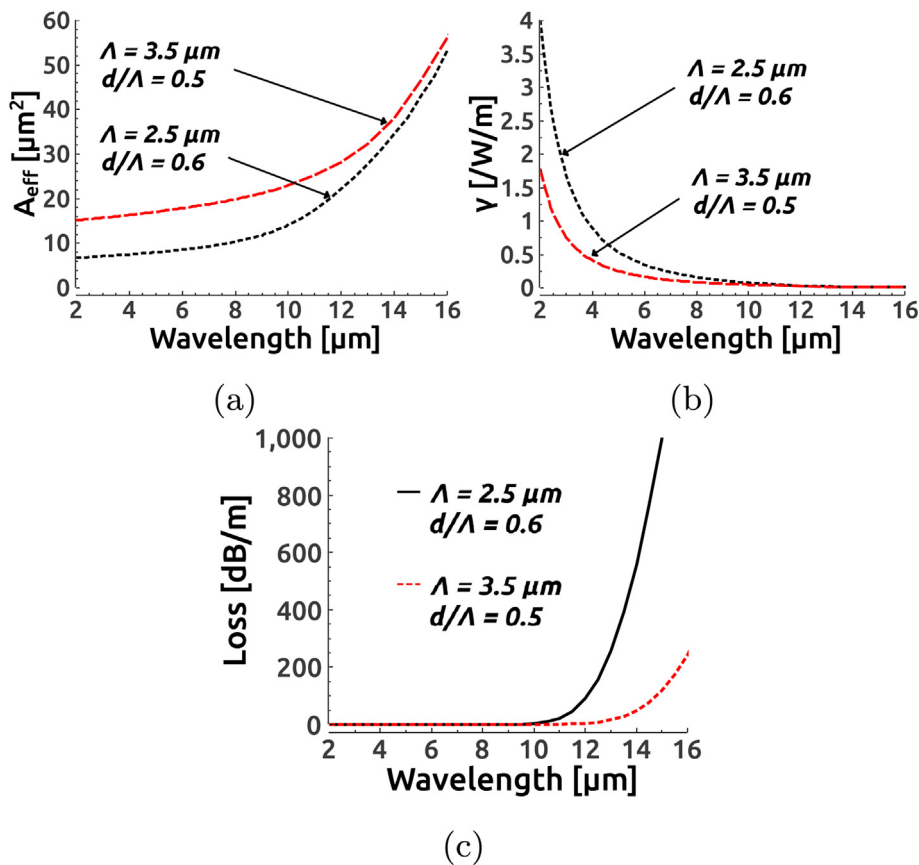 60
50
40
30
20
10
0
A_eff [μm²]
Λ = 3.5 μm
d/Λ = 0.5
Λ = 2.5 μm
d/Λ = 0.6
2 4 6 8 10 12 14 16
Wavelength [μm]
(a)
4
3.5
3
2.5
2
1.5
1
0.5
0
γ [/W/m]
Λ = 2.5 μm
d/Λ = 0.6
Λ = 3.5 μm
d/Λ = 0.5
2 4 6 8 10 12 14 16
Wavelength [μm]
(b)
1,000
800
600
400
200
0
Loss [dB/m]
Λ = 2.5 μm
d/Λ = 0.6
Λ = 3.5 μm
d/Λ = 0.5
2 4 6 8 10 12 14 16
Wavelength [μm]
(c)